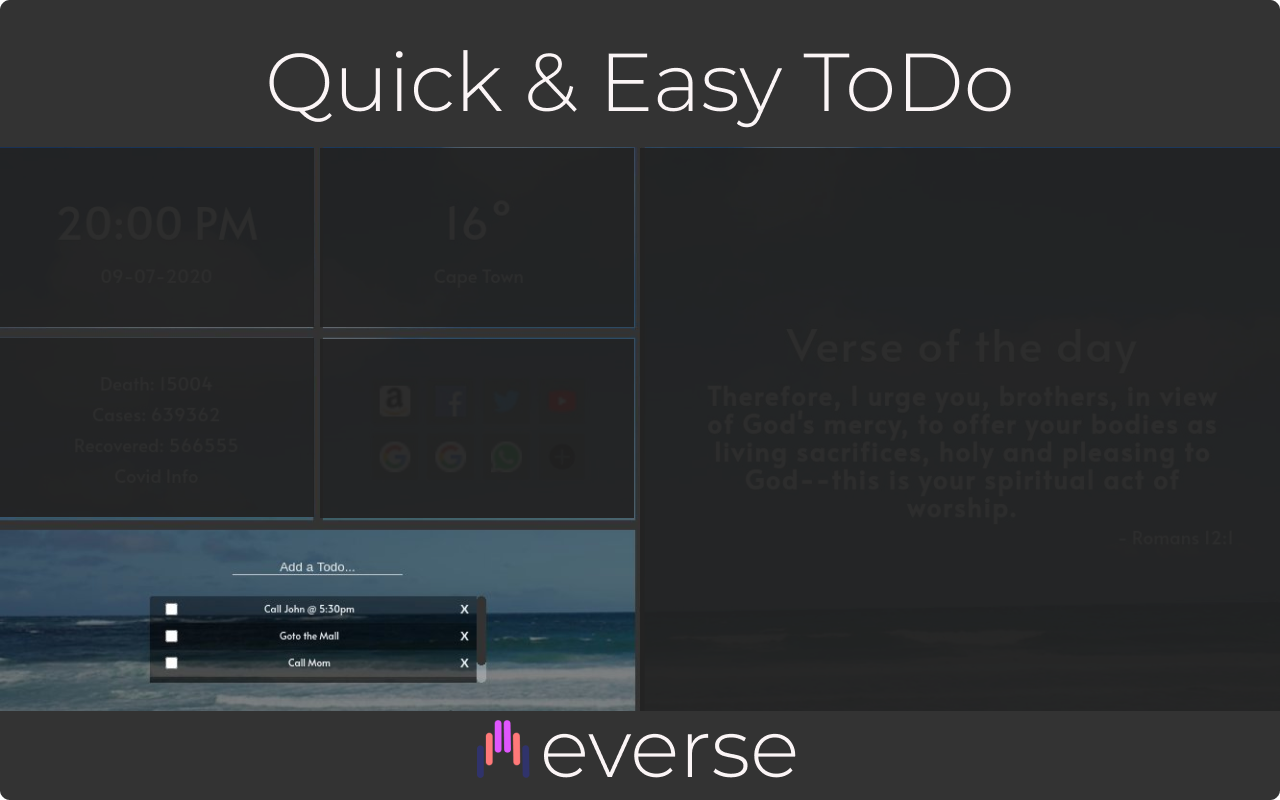 Quick & Easy ToDo
20:00 PM
09-07-2020
16°
Cape Town
Death: 15004
Cases: 639362
Recovered: 566555
Covid Info
Verse of the day
Therefore, I urge you, brothers, in view
of God's mercy, to offer your bodies as
living sacrifices, holy and pleasing to
God--this is your spiritual act of
worship.
- Romans 12:1
Add a Todo...
Call John @ 5:30pm X
Goto the Mall X
Call Mom X
everse